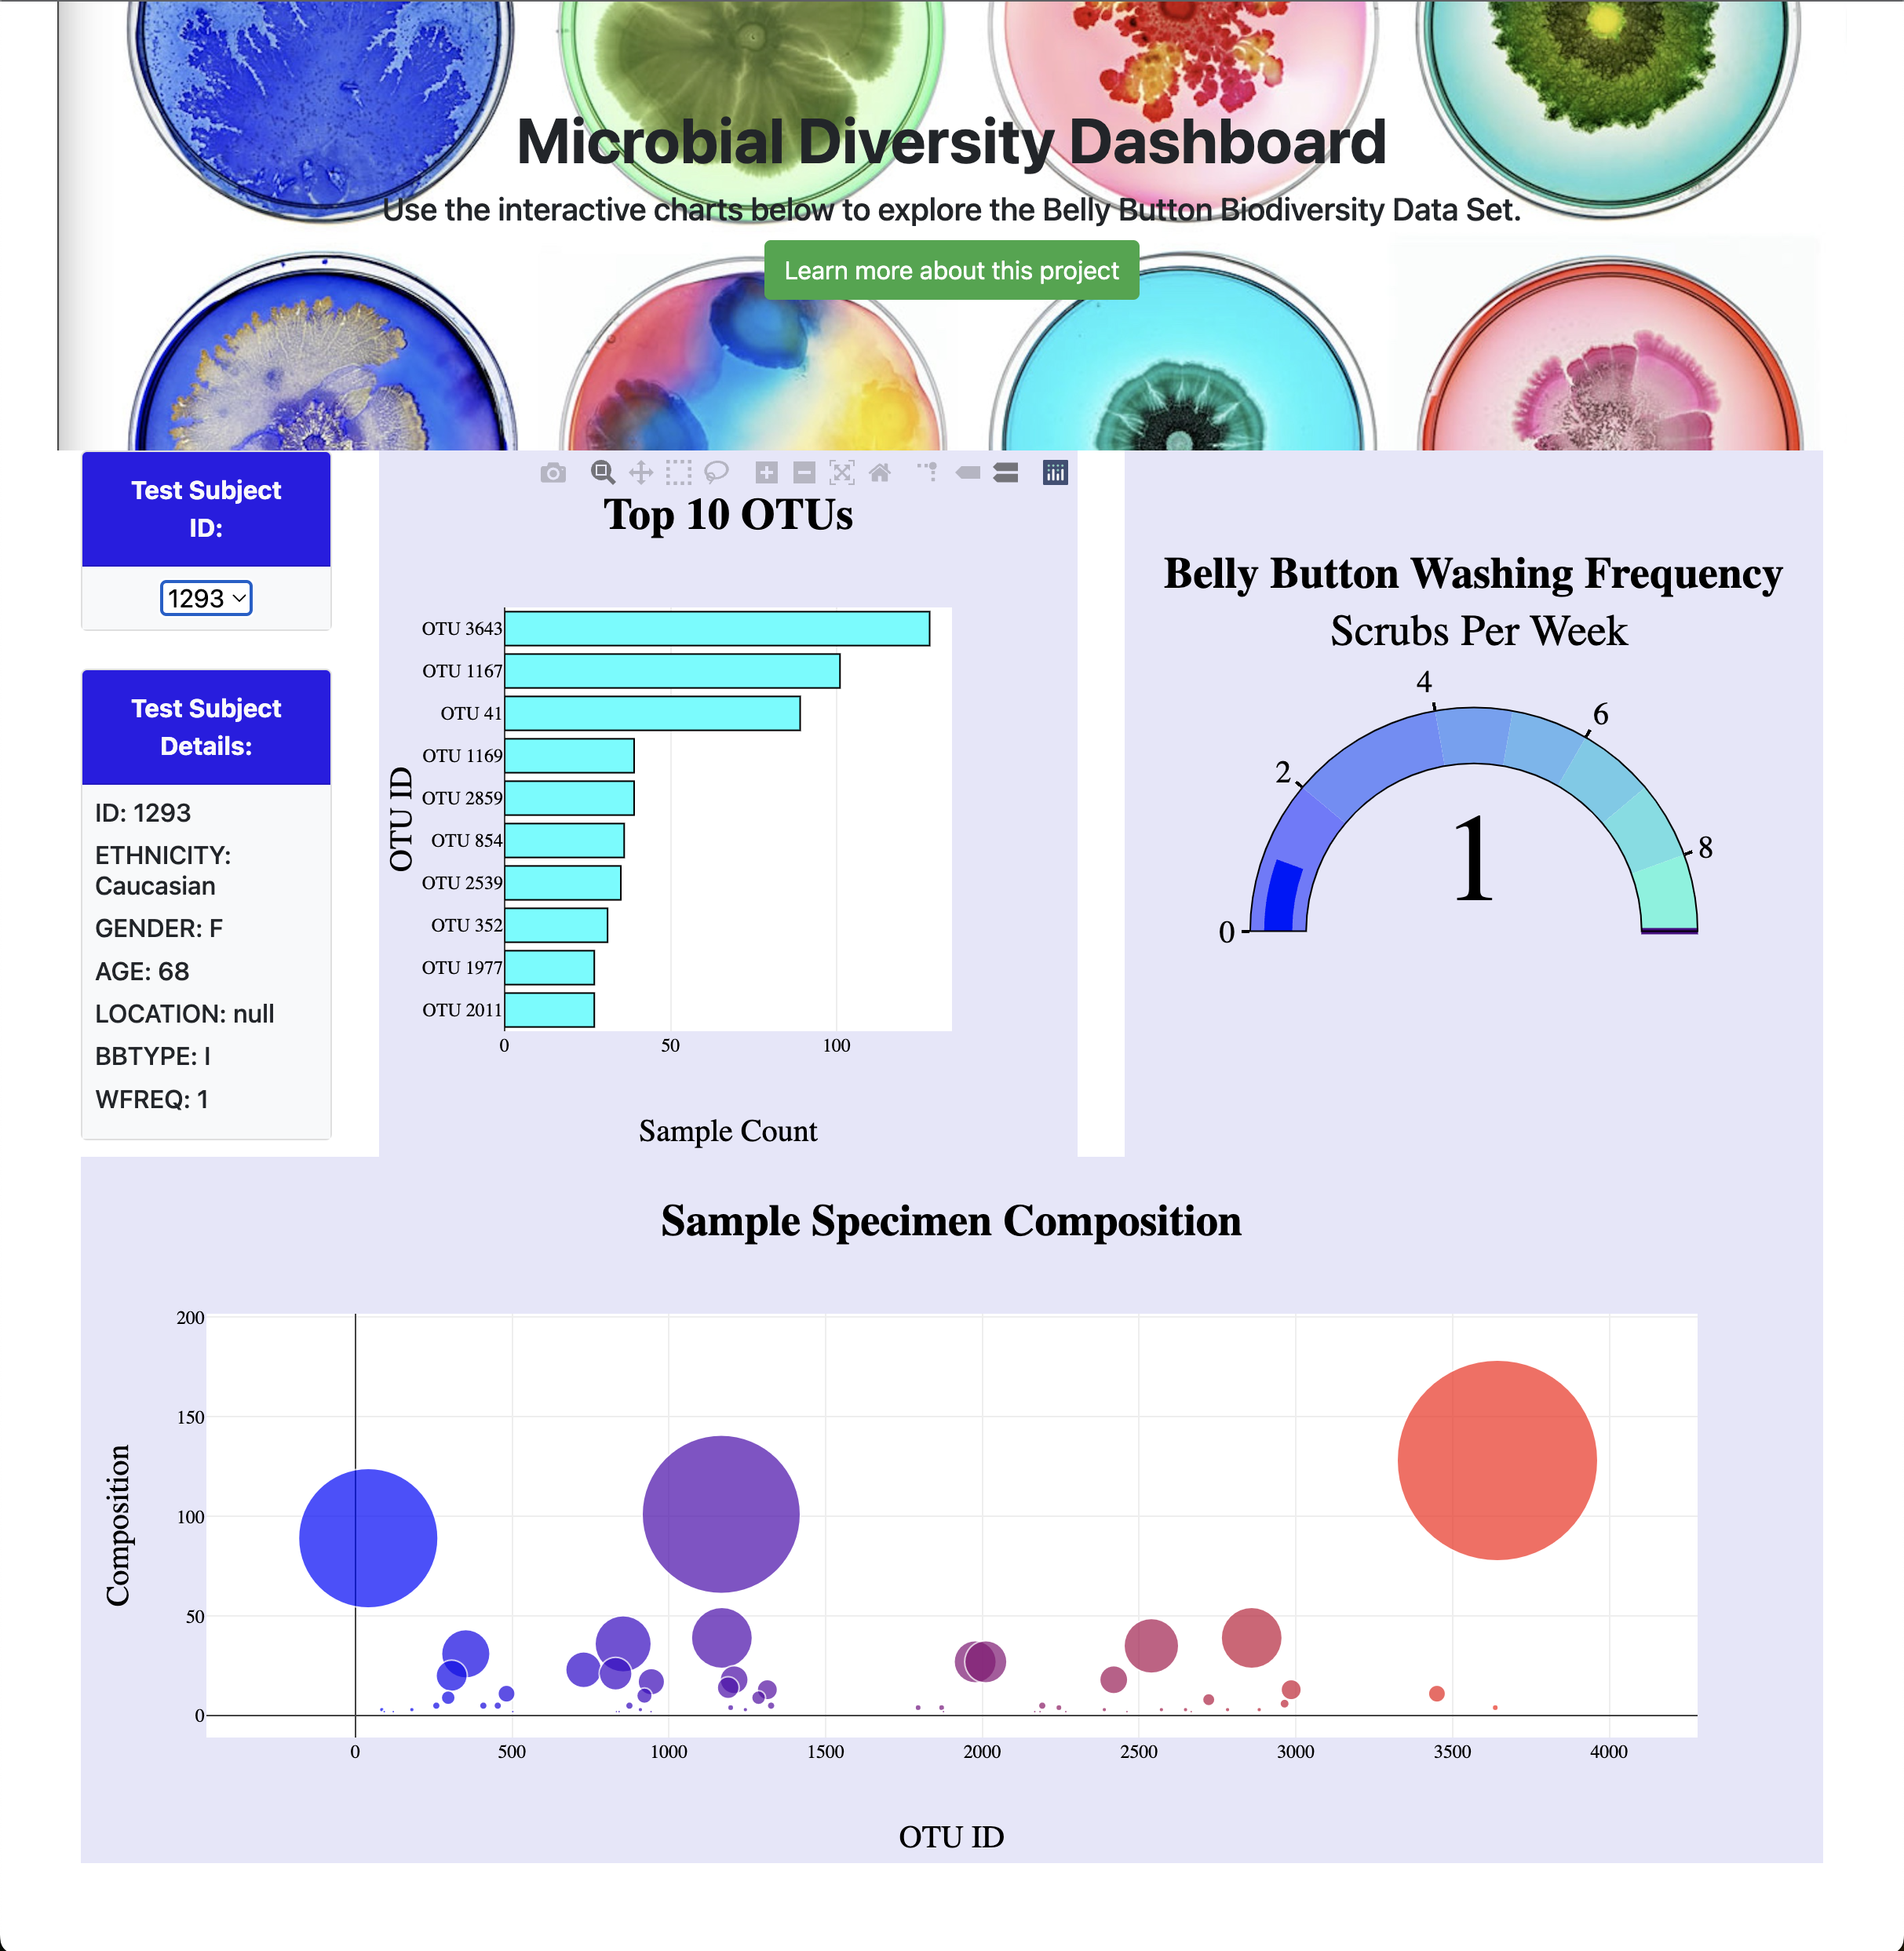 Microbial Diversity Dashboard
Use the interactive charts below to explore the Belly Button Biodiversity Data Set.
Learn more about this project
Test Subject
ID:
1293
Test Subject
Details:
ID: 1293
ETHNICITY:
Caucasian
GENDER: F
AGE: 68
LOCATION: null
BBTYPE: I
WFREQ: 1
Top 10 OTUs
OTU ID
OTU 3643
OTU 1167
OTU 41
OTU 1169
OTU 2859
OTU 854
OTU 2539
OTU 352
OTU 1977
OTU 2011
0 50 100
Sample Count
Belly Button Washing Frequency
Scrubs Per Week
0
2
4
6
8
1
Sample Specimen Composition
Composition
200
150
100
50
0
0 500 1000 1500 2000 2500 3000 3500 4000
OTU ID